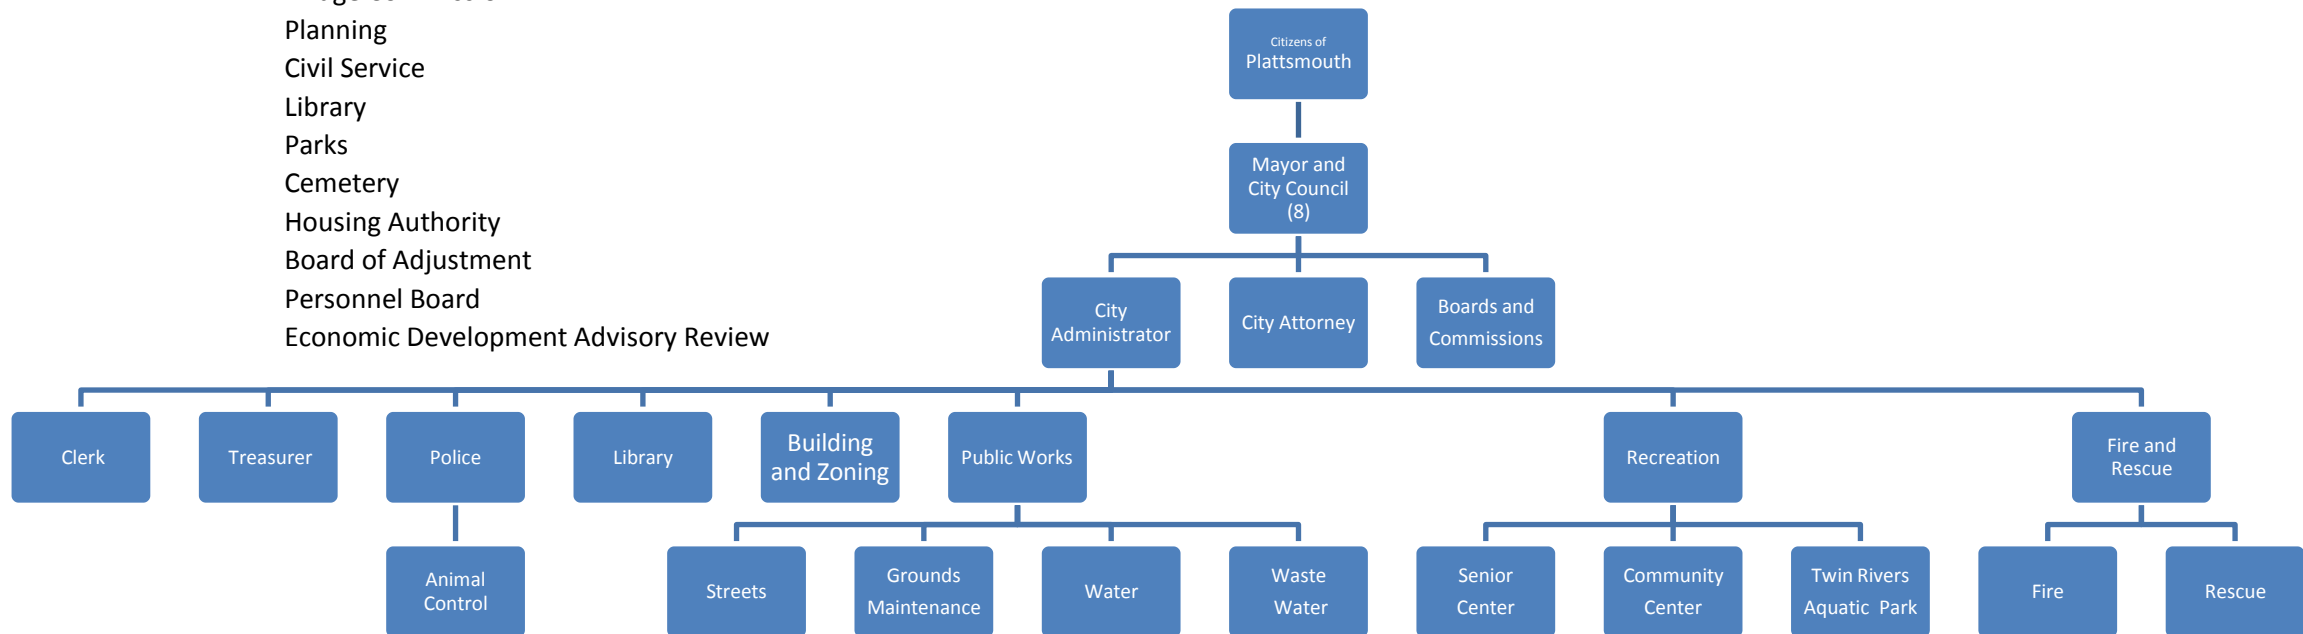 Planning
Civil Service
Library
Parks
Cemetery
Housing Authority
Board of Adjustment
Personnel Board
Economic Development Advisory Review
Citizens of
Plattsmouth
Mayor and
City Council
(8)
City
Administrator
City Attorney
Boards and
Commissions
Clerk
Treasurer
Police
Library
Building
and Zoning
Public Works
Recreation
Fire and
Rescue
Animal
Control
Streets
Grounds
Maintenance
Water
Waste
Water
Senior
Center
Community
Center
Twin Rivers
Aquatic Park
Fire
Rescue